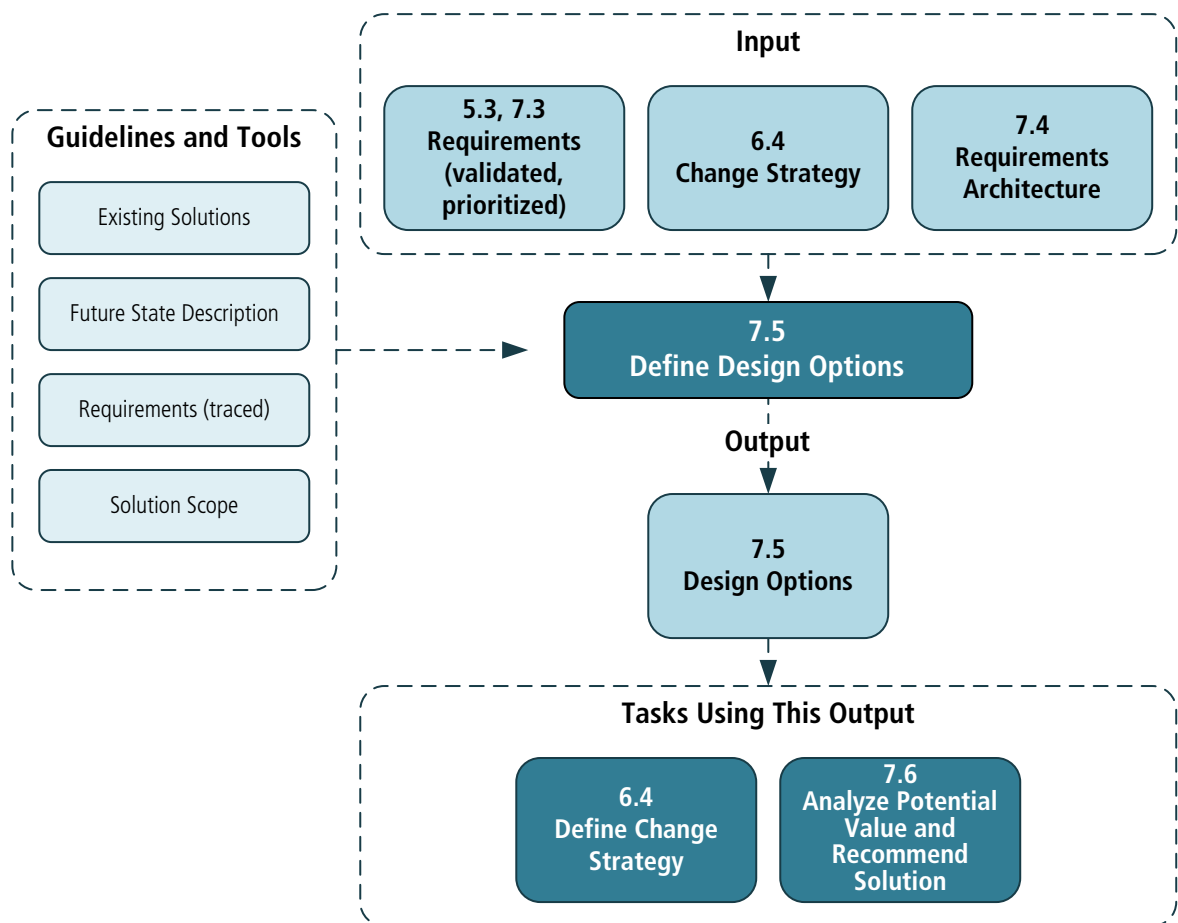 Input
5.3, 7.3
Requirements
(validated,
prioritized)
6.4
Change Strategy
7.4
Requirements
Architecture
Guidelines and Tools
Existing Solutions
Future State Description
Requirements (traced)
Solution Scope
7.5
Define Design Options
Output
7.5
Design Options
Tasks Using This Output
6.4
Define Change
Strategy
7.6
Analyze Potential
Value and
Recommend
Solution